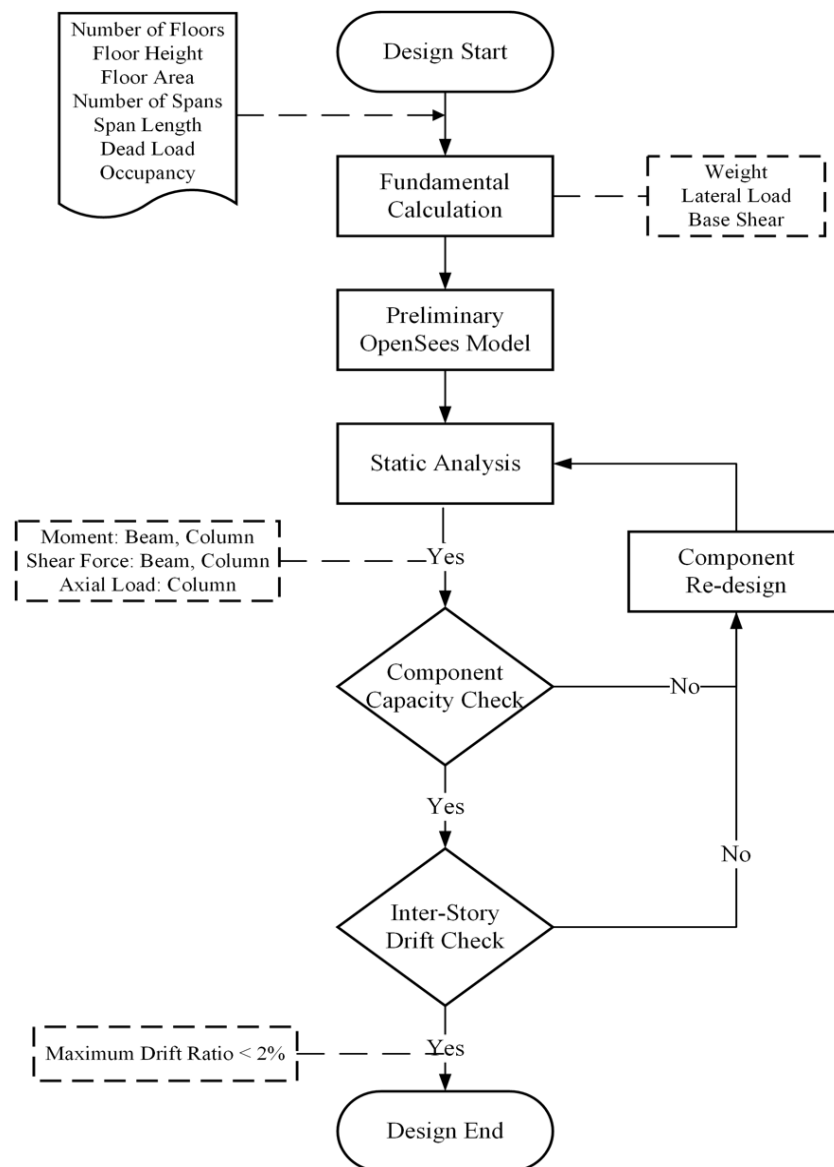 Number of Floors
Floor Height
Floor Area
Number of Spans
Span Length
Dead Load
Occupancy
Design Start
Fundamental
Calculation
Weight
Lateral Load
Base Shear
Preliminary
OpenSees Model
Static Analysis
Moment: Beam, Column
Shear Force: Beam, Column
Axial Load: Column
Yes
Component
Re-design
Component
Capacity Check
No
Yes
No
Inter-Story
Drift Check
Maximum Drift Ratio < 2%
Yes
Design End